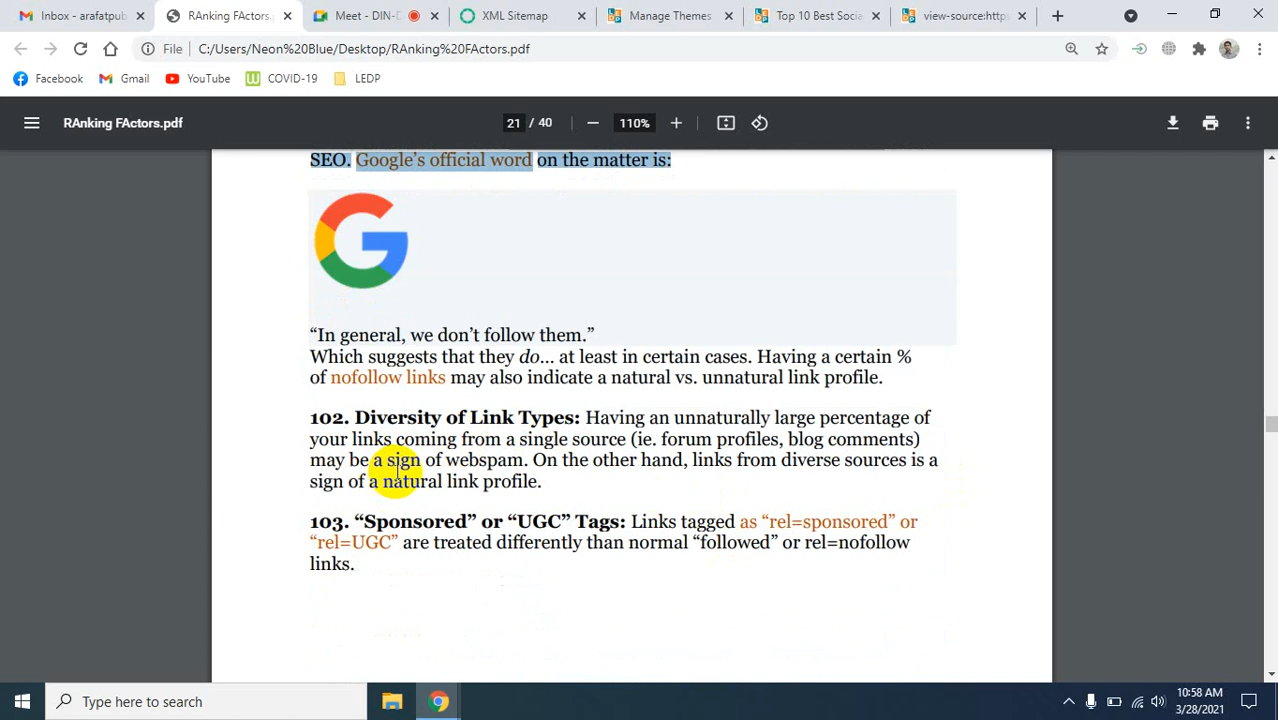 Inbox - arafatpub
RAnking FActors.
Meet - DIN-D
XML Sitemap
Manage Themes
Top 10 Best Socia
view-source:https
File
C:/Users/Neon%20Blue/Desktop/RAnking%20FActors.pdf
Facebook
Gmail
YouTube
COVID-19
LEDP
RAnking FActors.pdf
21 / 40
110%
SEO. Google’s official word on the matter is:
“In general, we don’t follow them.”
Which suggests that they do… at least in certain cases. Having a certain %
of nofollow links may also indicate a natural vs. unnatural link profile.
102. Diversity of Link Types: Having an unnaturally large percentage of
your links coming from a single source (ie. forum profiles, blog comments)
may be a sign of webspam. On the other hand, links from diverse sources is a
sign of a natural link profile.
103. “Sponsored” or “UGC” Tags: Links tagged as “rel=sponsored” or
“rel=UGC” are treated differently than normal “followed” or rel=nofollow
links.
Type here to search
10:58 AM
3/28/2021